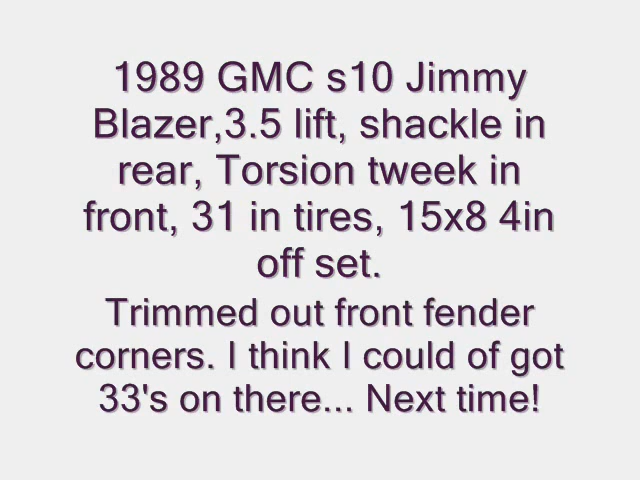 1989 GMC s10 Jimmy
Blazer,3.5 lift, shackle in
rear, Torsion tweek in
front, 31 in tires, 15x8 4in
off set.
Trimmed out front fender
corners. I think I could of got
33's on there... Next time!